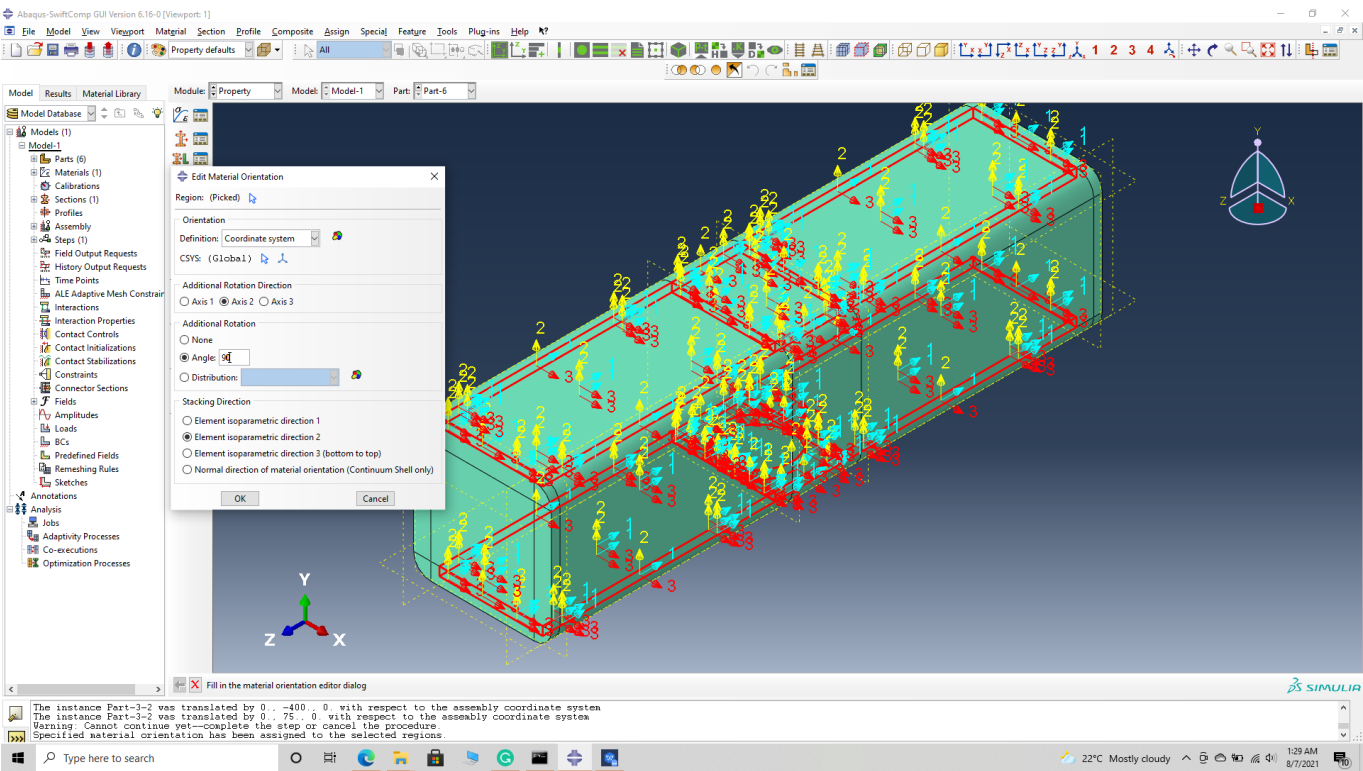 Abaqus-SwiftComp GUI Version 6.16-0 [Viewport: 1]
File Model View Viewport Material Section Profile Composite Assign Special Feature Tools Plug-ins Help
Property defaults All 1 2 3 4
Model Results Material Library Module: Property Model: Model-1 Part: Part-6
Model Database
Models (1)
Model-1
Parts (6)
Materials (1)
Calibrations
Sections (1)
Profiles
Assembly
Steps (1)
Field Output Requests
History Output Requests
Time Points
ALE Adaptive Mesh Constrain
Interactions
Interaction Properties
Contact Controls
Contact Initializations
Contact Stabilizations
Constraints
Connector Sections
Fields
Amplitudes
Loads
BCs
Predefined Fields
Remeshing Rules
Sketches
Annotations
Analysis
Jobs
Adaptivity Processes
Co-executions
Optimization Processes
Edit Material Orientation
Region: (Picked)
Orientation
Definition: Coordinate system
CSYS: (Global)
Additional Rotation Direction
Axis 1 Axis 2 Axis 3
Additional Rotation
None
Angle: 90
Distribution:
Stacking Direction
Element isoparametric direction 1
Element isoparametric direction 2
Element isoparametric direction 3 (bottom to top)
Normal direction of material orientation (Continuum Shell only)
OK Cancel
Y
Z X
Y
Z X
Fill in the material orientation editor dialog
SIMULIA
The instance Part-3-2 was translated by 0., -400., 0. with respect to the assembly coordinate system
The instance Part-3-2 was translated by 0., 75., 0. with respect to the assembly coordinate system
Warning: Cannot continue yet--complete the step or cancel the procedure.
Specified material orientation has been assigned to the selected regions.
Type here to search
22°C Mostly cloudy
1:29 AM
8/7/2021